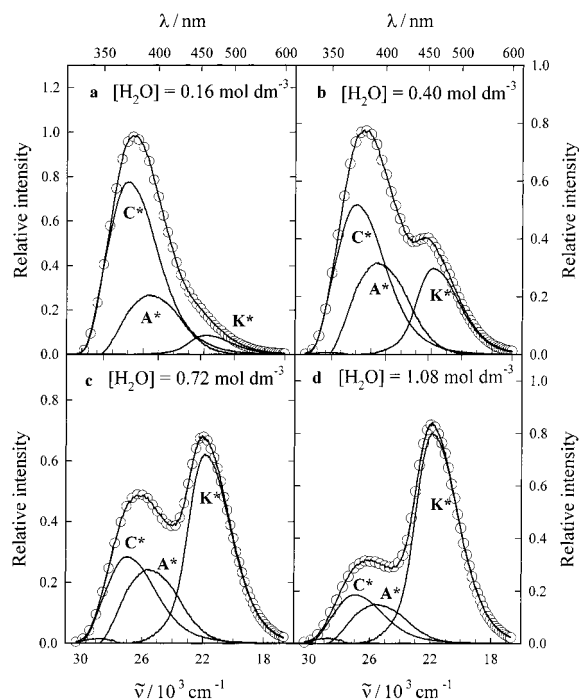 λ / nm
λ / nm
350 400 450 500 600
350 400 450 500 600
a [H₂O] = 0.16 mol dm⁻³
b [H₂O] = 0.40 mol dm⁻³
1.2
1.0
0.8
0.6
0.4
0.2
0.0
Relative intensity
C*
A*
K*
1.0
0.8
0.6
0.4
0.2
0.0
Relative intensity
C*
A*
K*
c [H₂O] = 0.72 mol dm⁻³
d [H₂O] = 1.08 mol dm⁻³
0.8
0.6
0.4
0.2
0.0
Relative intensity
C*
A*
K*
1.0
0.8
0.6
0.4
0.2
0.0
Relative intensity
C*
A*
K*
30 26 22 18
30 26 22 18
ṽ / 10³ cm⁻¹
ṽ / 10³ cm⁻¹